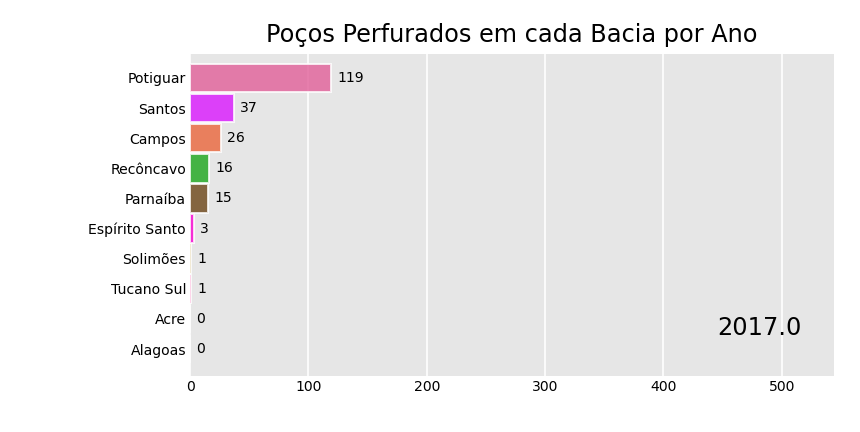 Poços Perfurados em cada Bacia por Ano
Potiguar 119
Santos 37
Campos 26
Recôncavo 16
Parnaíba 15
Espírito Santo 3
Solimões 1
Tucano Sul 1
Acre 0
2017.0
Alagoas 0
0 100 200 300 400 500